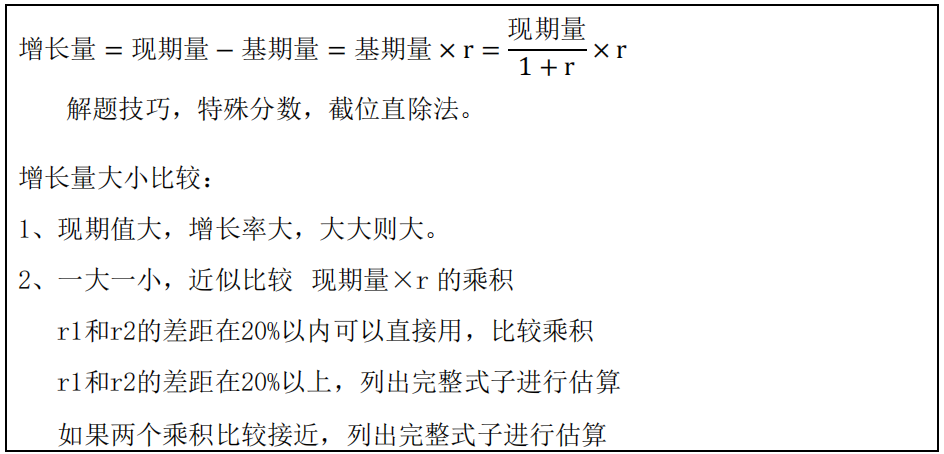 增长量 = 现期量 − 基期量 = 基期量 × r = 现期量/(1 + r) × r
解题技巧，特殊分数，截位直除法。
增长量大小比较：
1、现期值大，增长率大，大大则大。
2、一大一小，近似比较 现期量×r 的乘积
r1和r2的差距在20%以内可以直接用，比较乘积
r1和r2的差距在20%以上，列出完整式子进行估算
如果两个乘积比较接近，列出完整式子进行估算